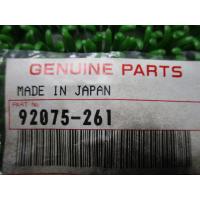 GENUINE PARTS
MADE IN JAPAN
PART NO.
92075-261